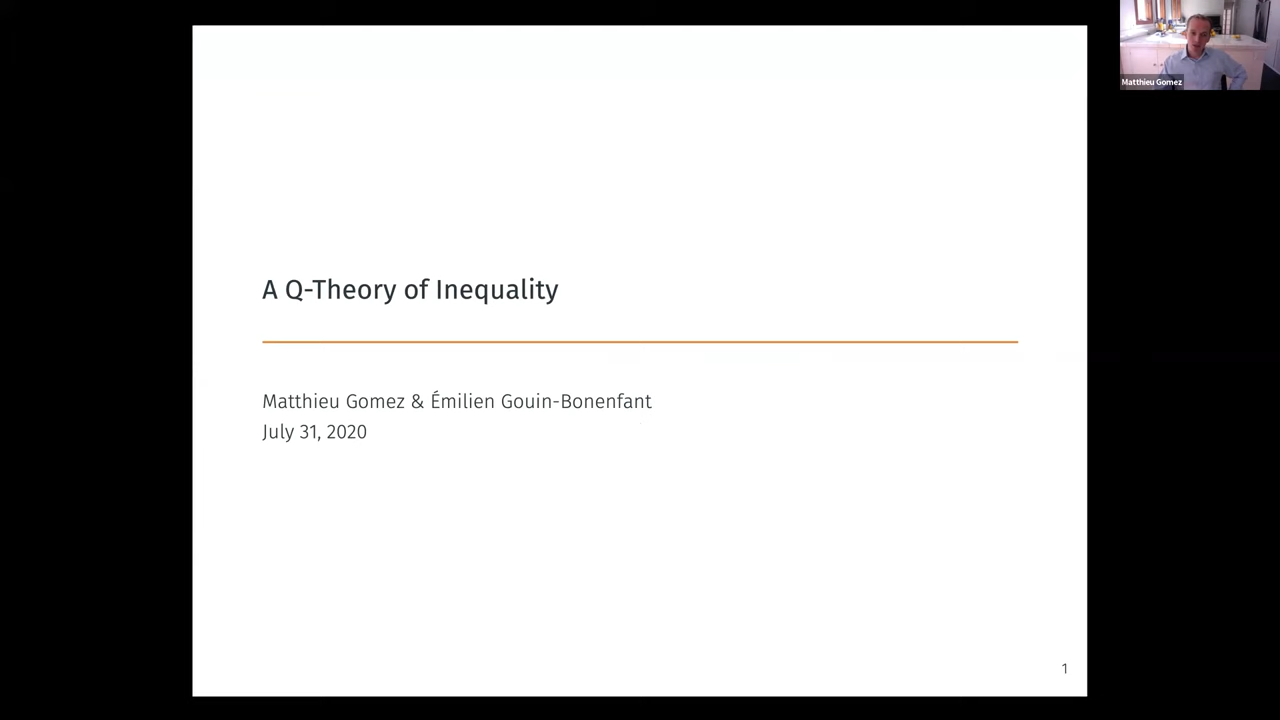 Matthieu Gomez
A Q-Theory of Inequality
Matthieu Gomez & Émilien Gouin-Bonenfant
July 31, 2020
1